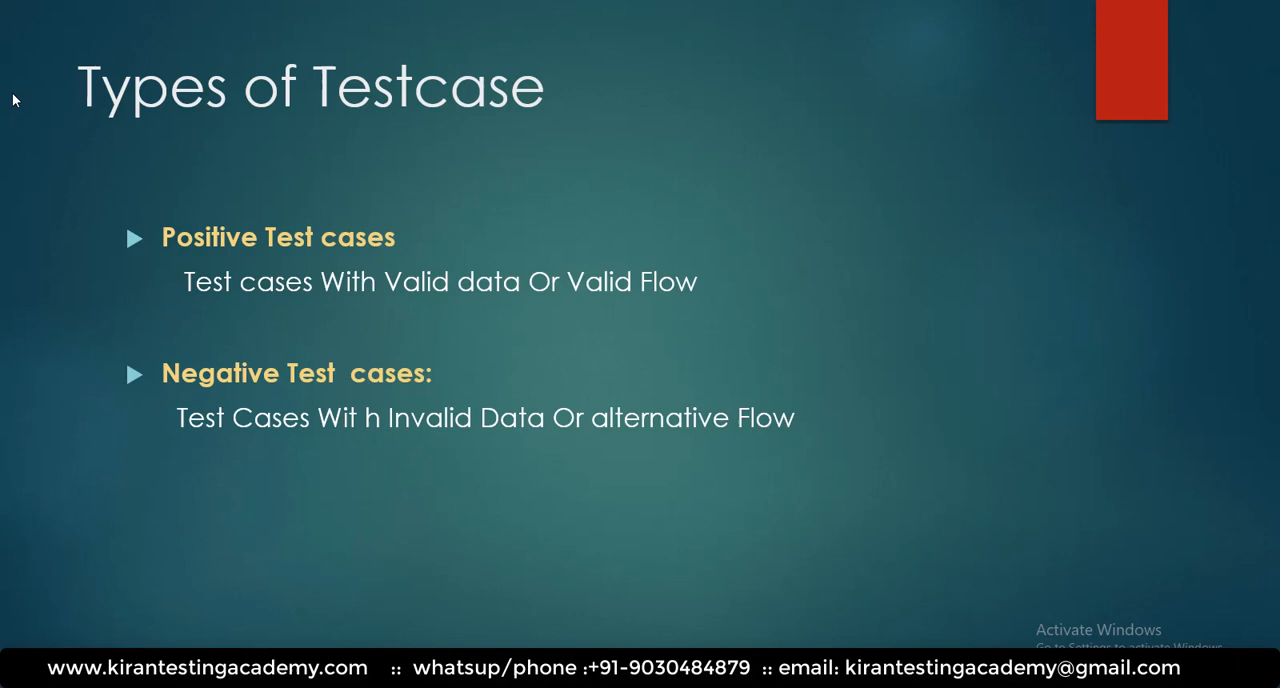 Types of Testcase
Positive Test cases
Test cases With Valid data Or Valid Flow
Negative Test  cases:
Test Cases Wit h Invalid Data Or alternative Flow
Activate Windows
Go to Settings to activate Windows.
www.kirantestingacademy.com    ::  whatsup/phone :+91-9030484879  :: email: kirantestingacademy@gmail.com